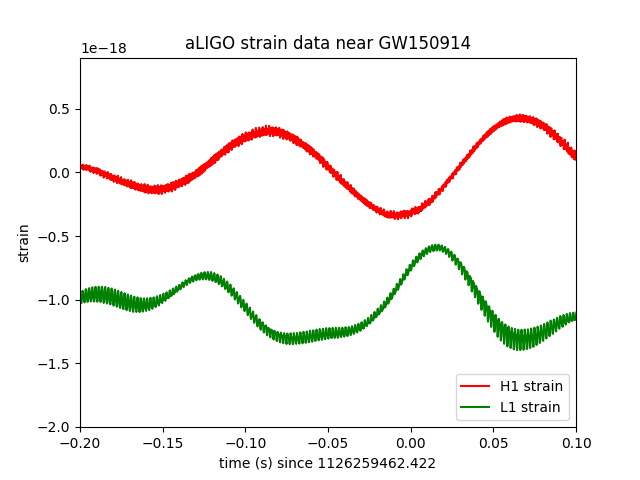 aLIGO strain data near GW150914
1e−18
0.5
0.0
−0.5
−1.0
−1.5
−2.0
strain
H1 strain
L1 strain
−0.20 −0.15 −0.10 −0.05 0.00 0.05 0.10
time (s) since 1126259462.422